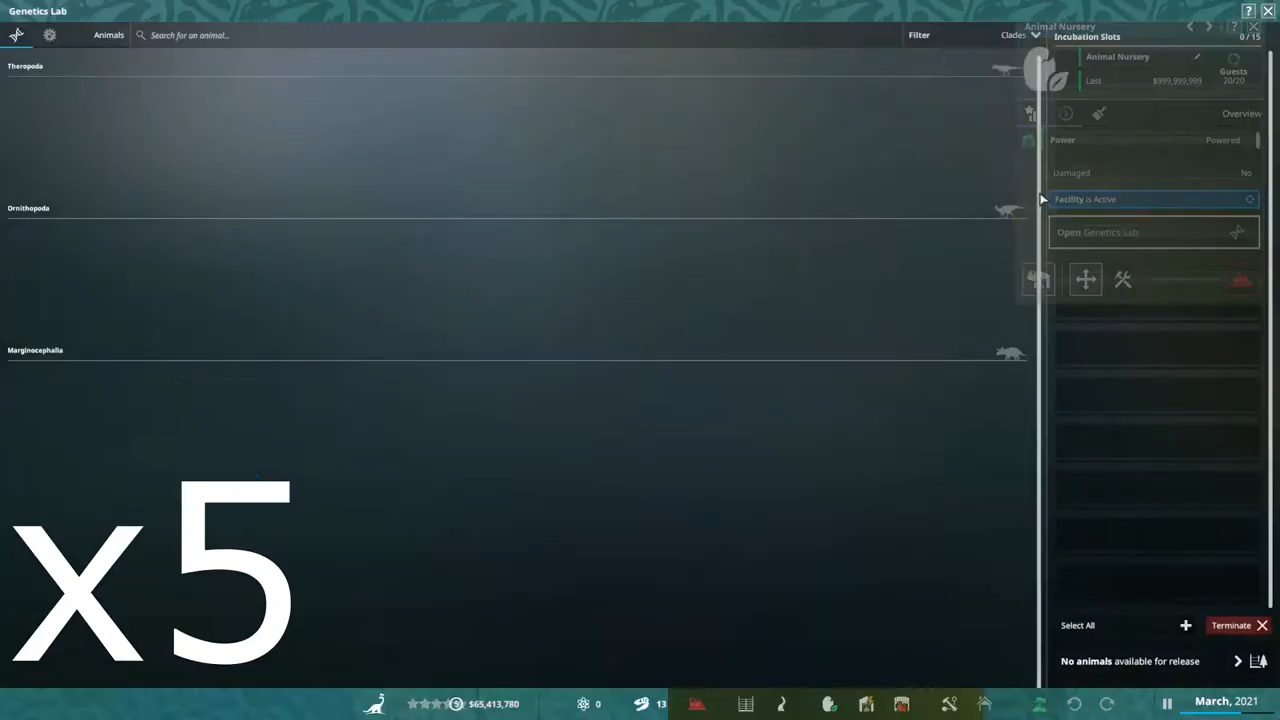 Genetics Lab
?
Animals
Search for an animal...
Filter
Clades
Animal Nursery
?
Incubation Slots
0 / 15
Theropoda
Animal Nursery
Guests
20/20
Last
$999,999,999
Overview
Power
Powered
Damaged
No
Facility is Active
Open Genetics Lab
Ornithopoda
Marginocephalia
x5
Select All
Terminate
No animals available for release
$65,413,780
0
13
March, 2021